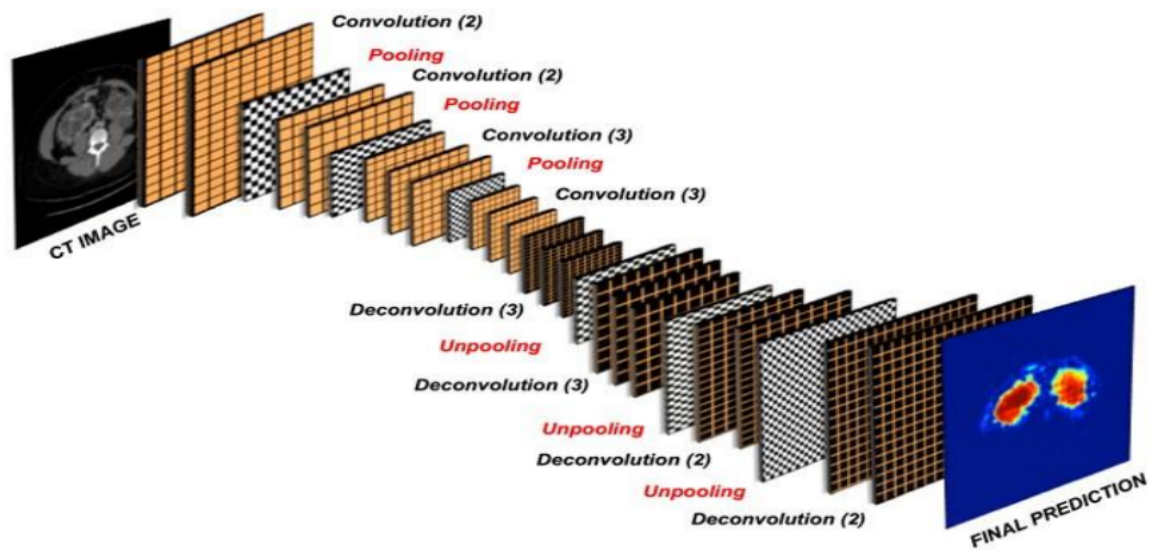 Convolution (2)
Pooling
Convolution (2)
Pooling
Convolution (3)
Pooling
Convolution (3)
CT IMAGE
Deconvolution (3)
Unpooling
Deconvolution (3)
Unpooling
Deconvolution (2)
Unpooling
Deconvolution (2)
FINAL PREDICTION